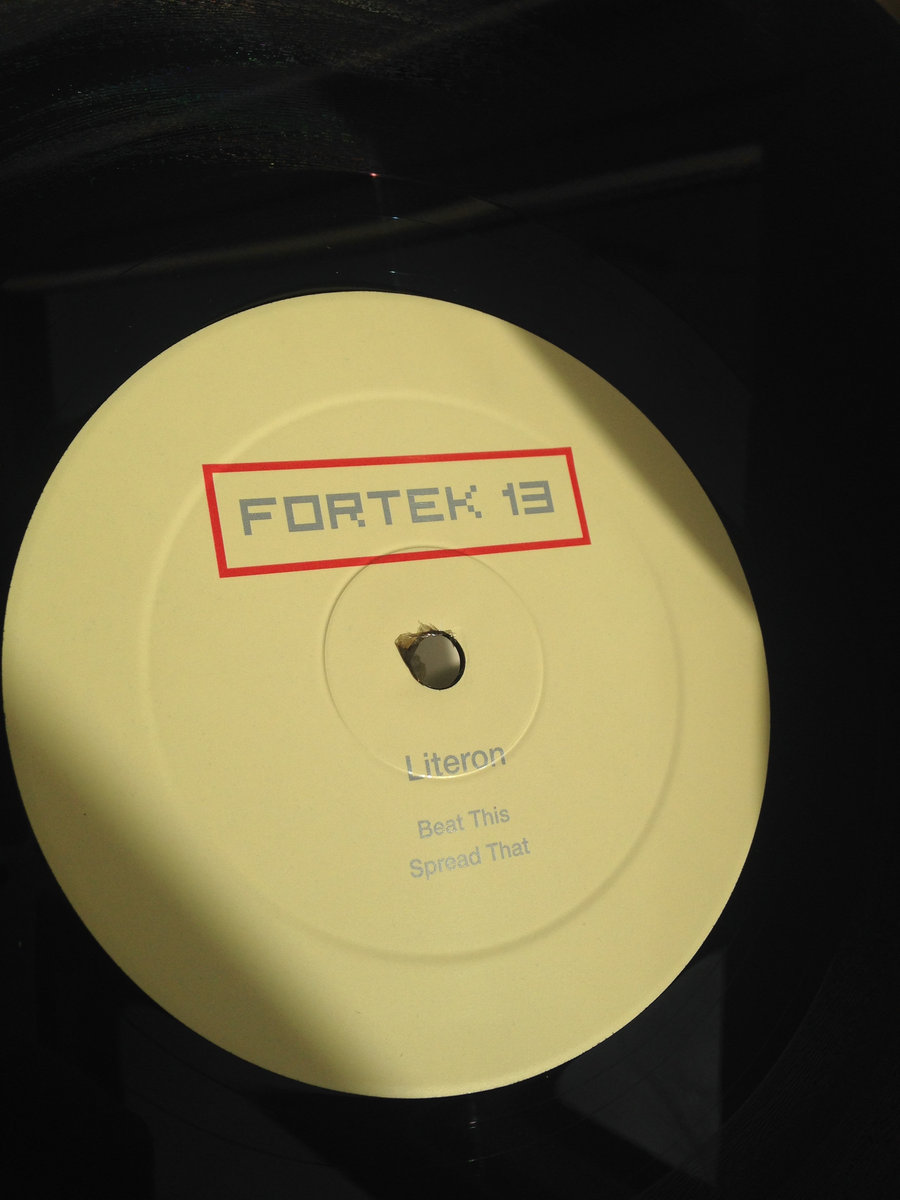 FORTEK 13
Literon
Beat This
Spread That